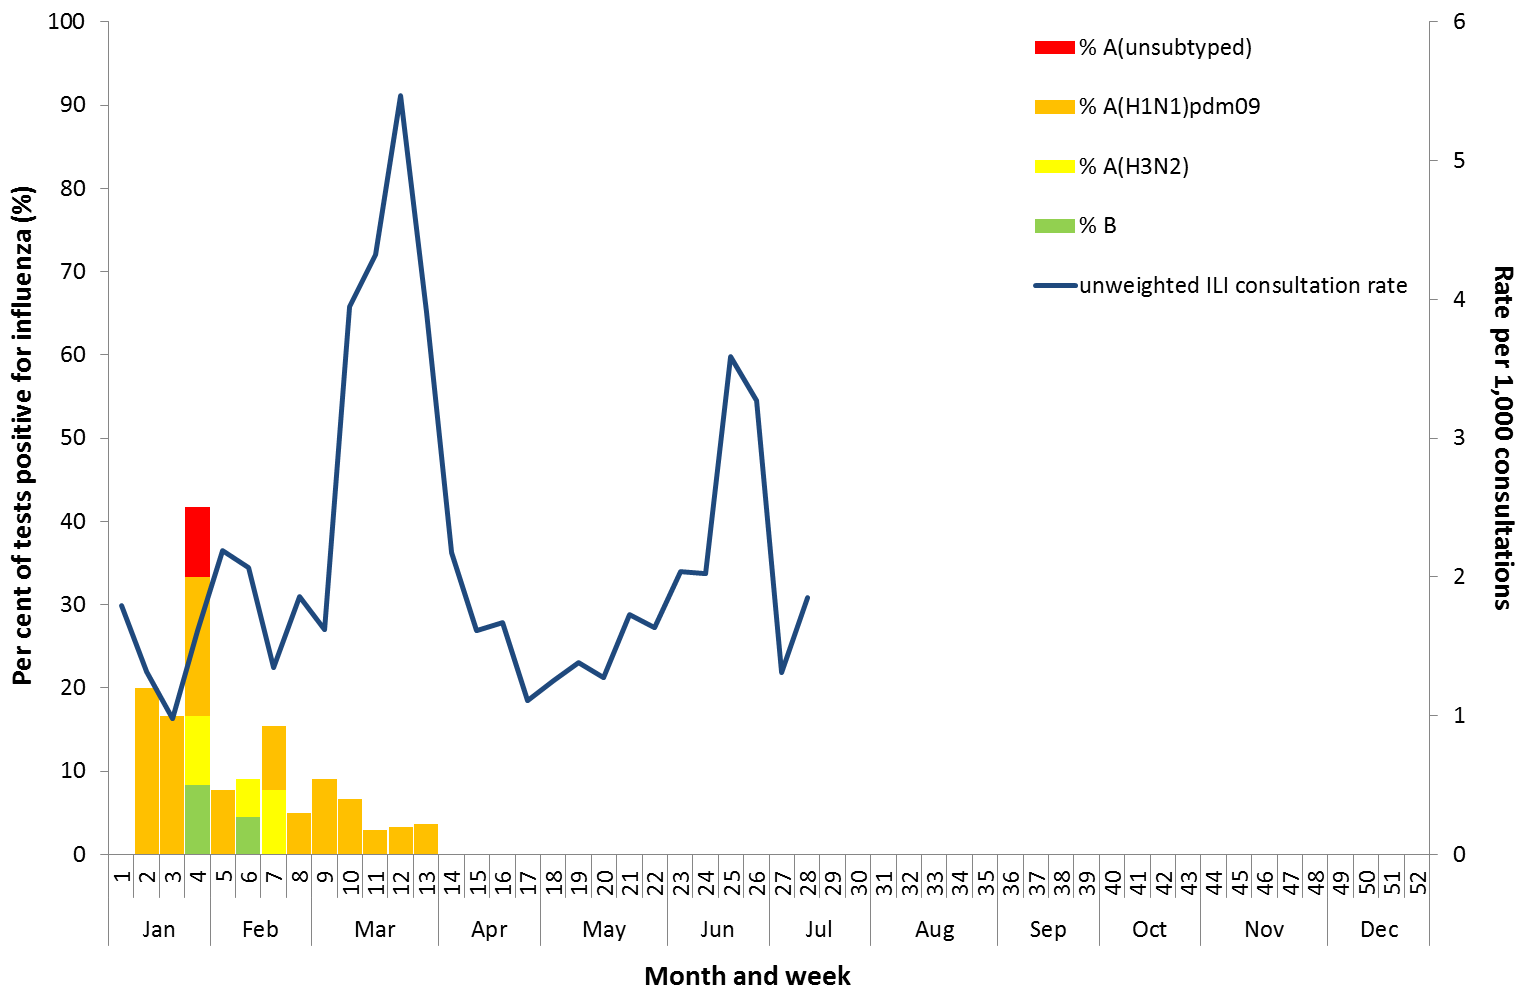 Per cent of tests positive for influenza (%)
100
90
80
70
60
50
40
30
20
10
0
% A(unsubtyped)
% A(H1N1)pdm09
% A(H3N2)
% B
unweighted ILI consultation rate
6
5
4
3
2
1
0
Rate per 1,000 consultations
1 2 3 4 5 6 7 8 9 10 11 12 13 14 15 16 17 18 19 20 21 22 23 24 25 26 27 28 29 30 31 32 33 34 35 36 37 38 39 40 41 42 43 44 45 46 47 48 49 50 51 52
Jan Feb Mar Apr May Jun Jul Aug Sep Oct Nov Dec
Month and week